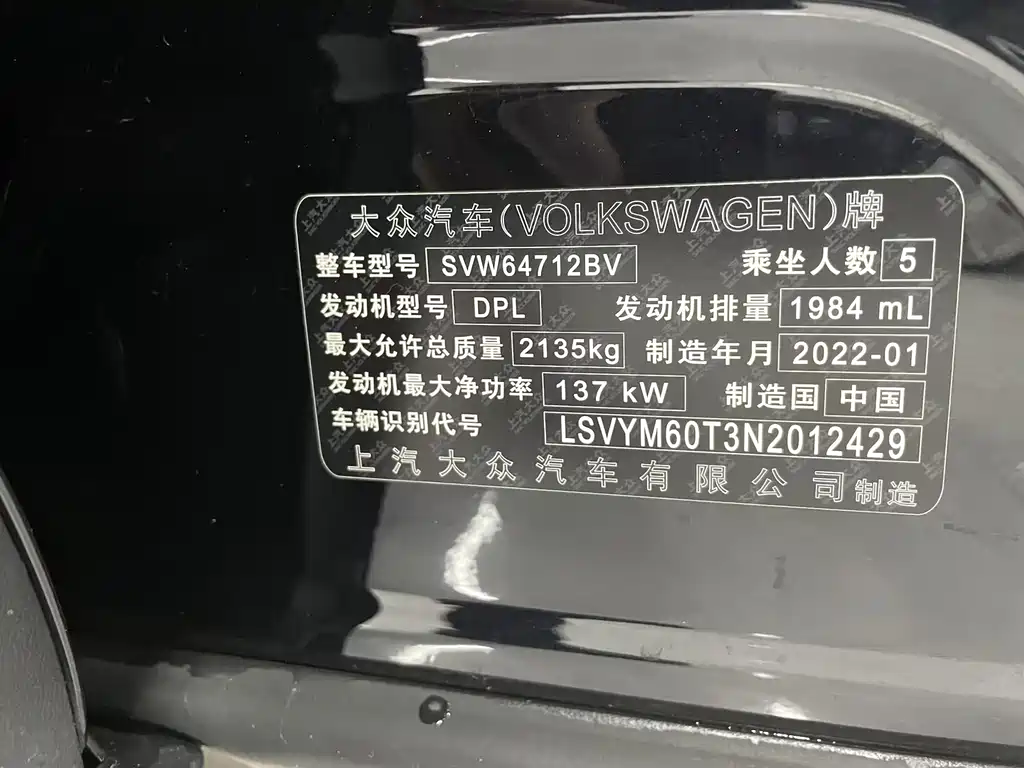 大众汽车(VOLKSWAGEN)牌
整车型号 SVW64712BV 乘坐人数 5
发动机型号 DPL 发动机排量 1984 mL
最大允许总质量 2135kg 制造年月 2022-01
发动机最大净功率 137 kW 制造国 中国
车辆识别代号 LSVYM60T3N2012429
上汽大众汽车有限公司制造